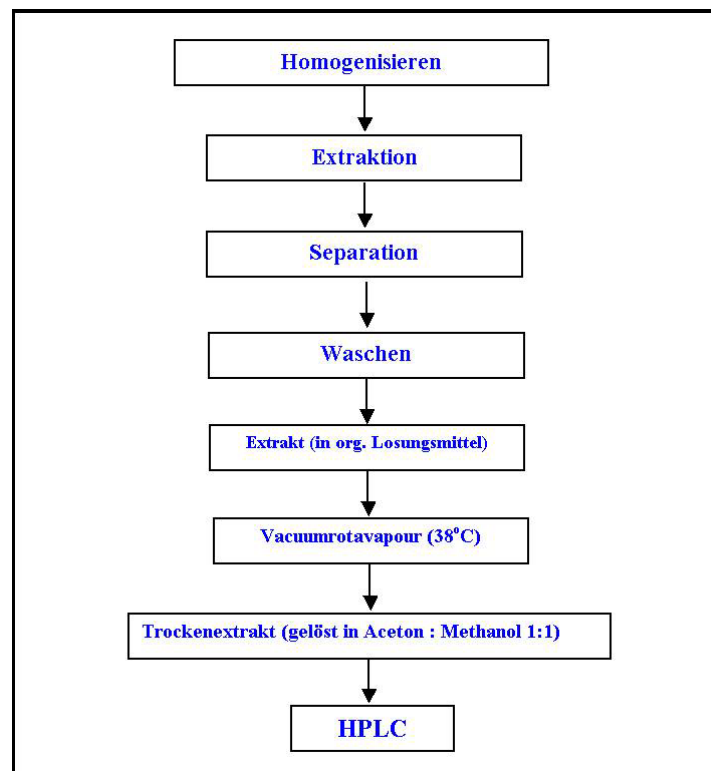 Homogenisieren
Extraktion
Separation
Waschen
Extrakt (in org. Losungsmittel)
Vacuumrotavapour (38°C)
Trockenextrakt (gelöst in Aceton : Methanol 1:1)
HPLC